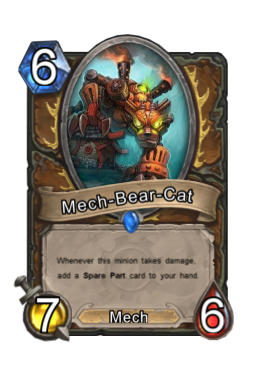 6
Mech-Bear-Cat
Whenever this minion takes damage,
add a Spare Part card to your hand.
7
Mech
6